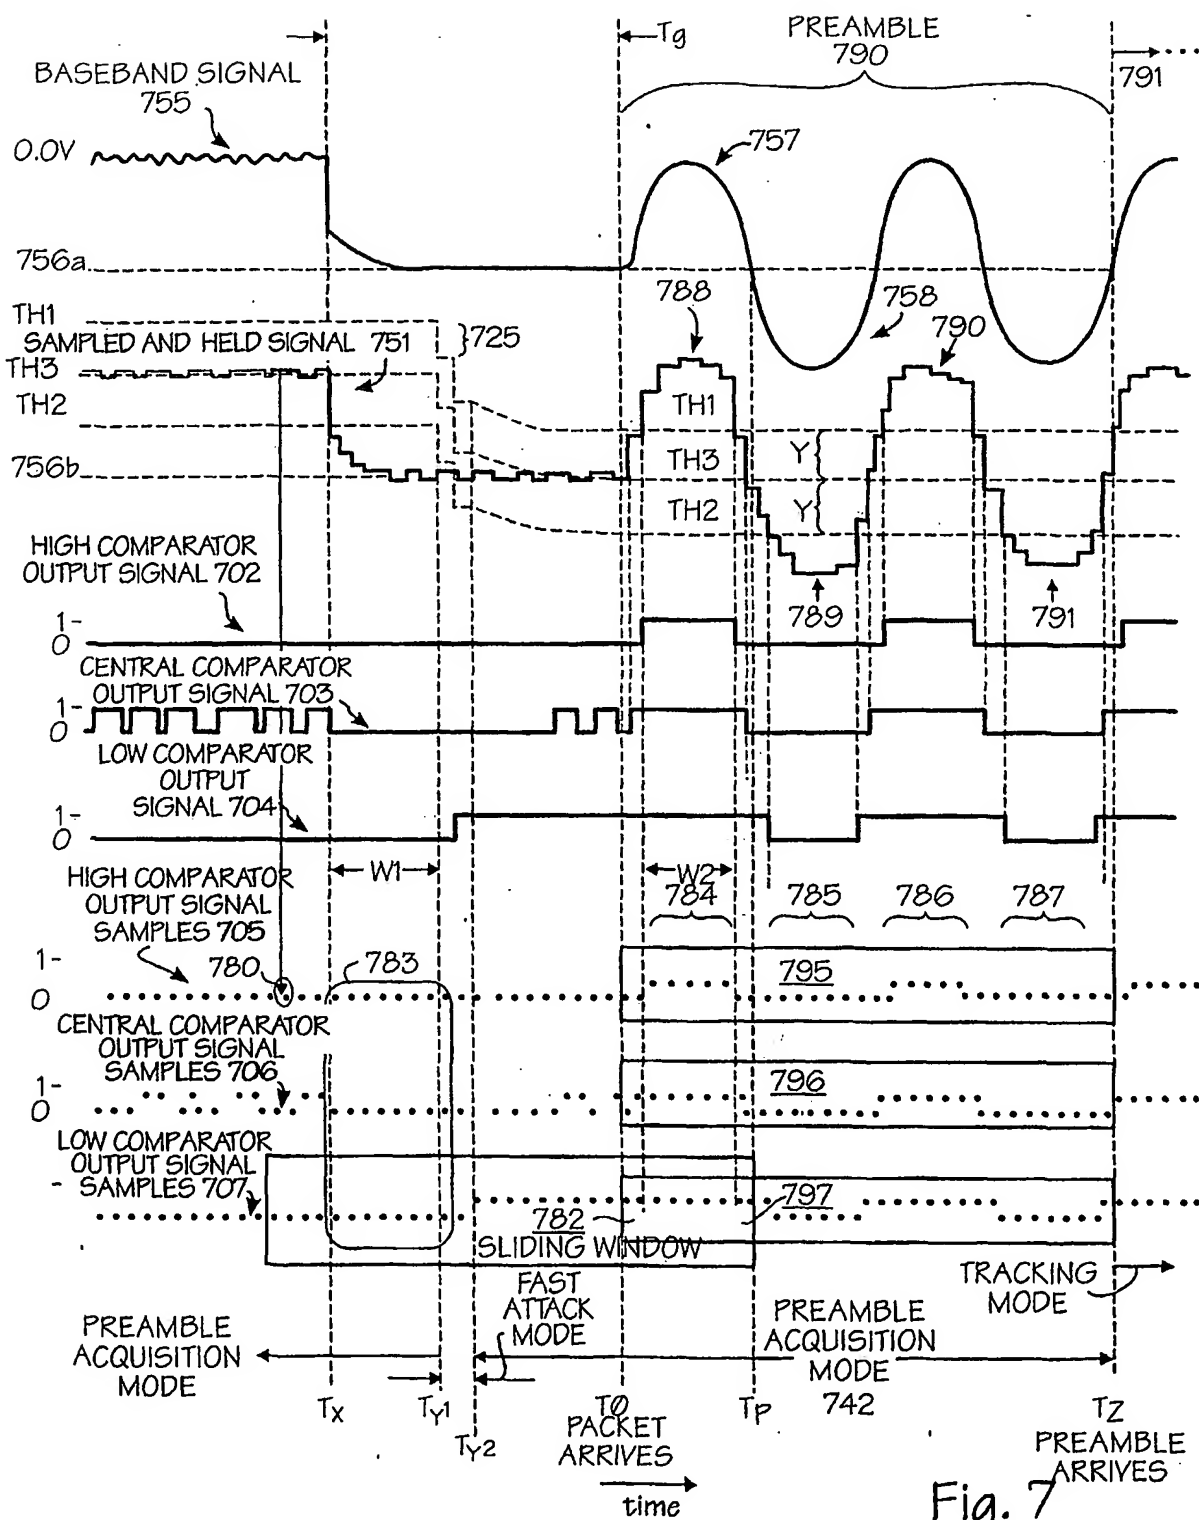 Tg
PREAMBLE
790
791
BASEBAND SIGNAL
755
0.0V
757
756a
788
758
790
TH1
725
SAMPLED AND HELD SIGNAL 751
TH3
TH2
TH1
756b
TH3
Y
TH2
Y
HIGH COMPARATOR
OUTPUT SIGNAL 702
789
791
1-
0
CENTRAL COMPARATOR
OUTPUT SIGNAL 703
1-
0
LOW COMPARATOR
OUTPUT
SIGNAL 704
1-
0
W1
W2
HIGH COMPARATOR
OUTPUT SIGNAL
SAMPLES 705
784
785
786
787
1-
780
783
795
0
CENTRAL COMPARATOR
OUTPUT SIGNAL
SAMPLES 706
1-
0
796
LOW COMPARATOR
OUTPUT SIGNAL
SAMPLES 707
-
782
797
SLIDING WINDOW
FAST
ATTACK
MODE
TRACKING
MODE
PREAMBLE
ACQUISITION
MODE
PREAMBLE
ACQUISITION
MODE
742
TX
TY1
TY2
TØ
PACKET
ARRIVES
TP
TZ
PREAMBLE
ARRIVES
time
Fig. 7